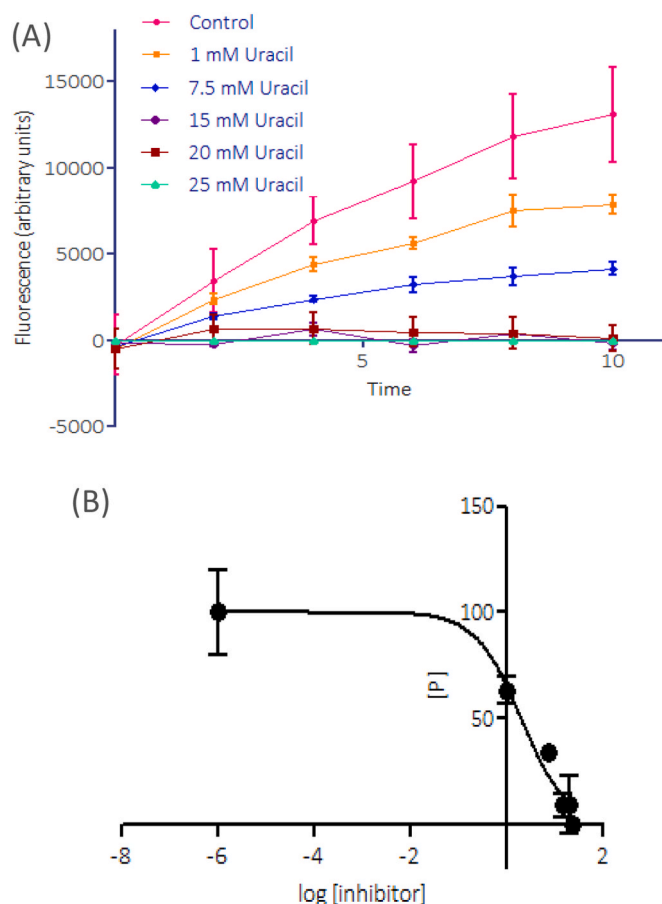 (A)
Control
1 mM Uracil
7.5 mM Uracil
15 mM Uracil
20 mM Uracil
25 mM Uracil
Fluorescence (arbitrary units)
15000
10000
5000
0
-5000
5
10
Time
(B)
150
100
50
[P]
-8
-6
-4
-2
0
2
log [inhibitor]